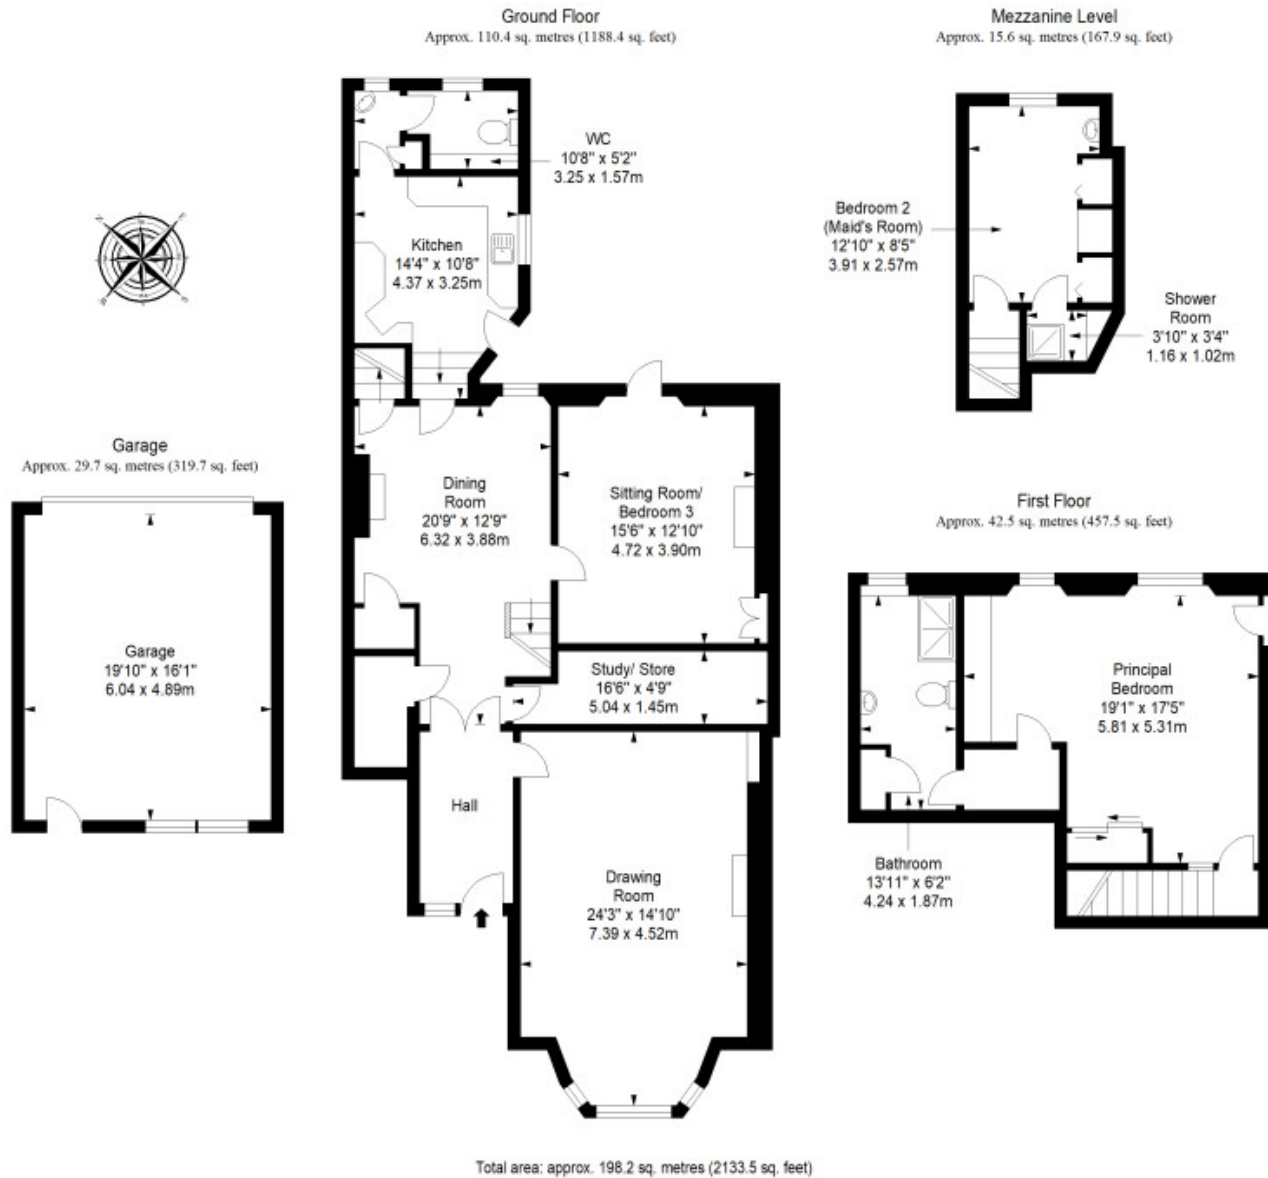 Ground Floor
Approx. 110.4 sq. metres (1188.4 sq. feet)
Mezzanine Level
Approx. 15.6 sq. metres (167.9 sq. feet)
WC
10'8" x 5'2"
3.25 x 1.57m
Kitchen
14'4" x 10'8"
4.37 x 3.25m
Bedroom 2
(Maid's Room)
12'10" x 8'5"
3.91 x 2.57m
Shower
Room
3'10" x 3'4"
1.16 x 1.02m
Garage
Approx. 29.7 sq. metres (319.7 sq. feet)
Dining
Room
20'9" x 12'9"
6.32 x 3.88m
Sitting Room/
Bedroom 3
15'6" x 12'10"
4.72 x 3.90m
First Floor
Approx. 42.5 sq. metres (457.5 sq. feet)
Garage
19'10" x 16'1"
6.04 x 4.89m
Study/ Store
16'6" x 4'9"
5.04 x 1.45m
Principal
Bedroom
19'1" x 17'5"
5.81 x 5.31m
Hall
Drawing
Room
24'3" x 14'10"
7.39 x 4.52m
Bathroom
13'11" x 6'2"
4.24 x 1.87m
Total area: approx. 198.2 sq. metres (2133.5 sq. feet)